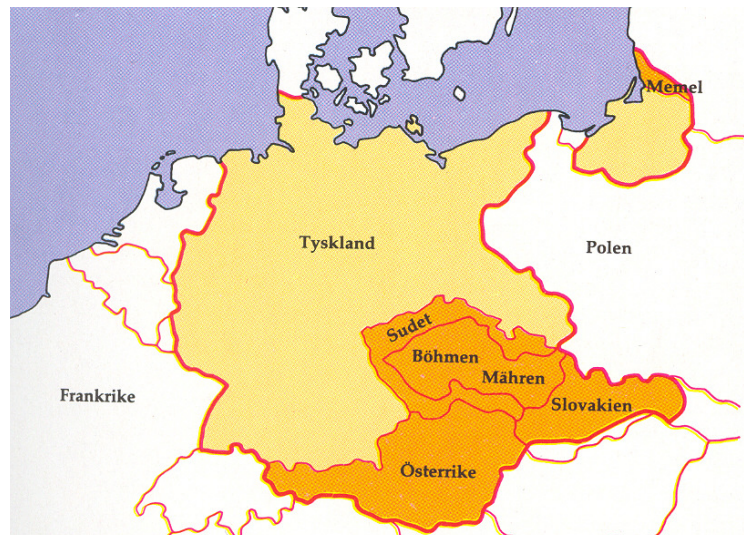 Memel
Tyskland
Polen
Sudet
Böhmen
Mähren
Frankrike
Slovakien
Österrike